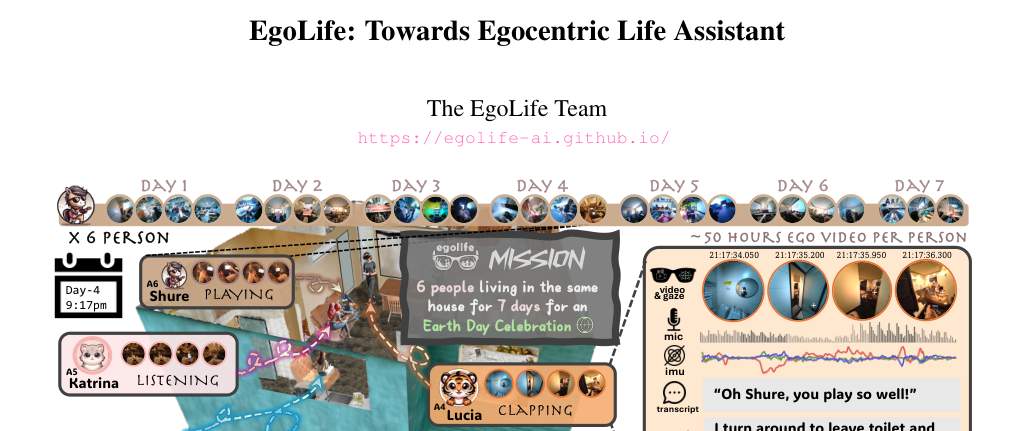 EgoLife: Towards Egocentric Life Assistant
The EgoLife Team
https://egolife-ai.github.io/
DAY 1 DAY 2 DAY 3 DAY 4 DAY 5 DAY 6 DAY 7
X 6 PERSON
~50 HOURS EGO VIDEO PER PERSON
Day-4
9:17pm
A6
Shure
PLAYING
egolife
MISSION
6 people living in the same
house for 7 days for an
Earth Day Celebration
A5
Katrina
LISTENING
A4
Lucia
CLAPPING
21:17:34.050 21:17:35.200 21:17:35.950 21:17:36.300
video
& gaze
mic
imu
transcript
“Oh Shure, you play so well!”
I turn around to leave toilet and